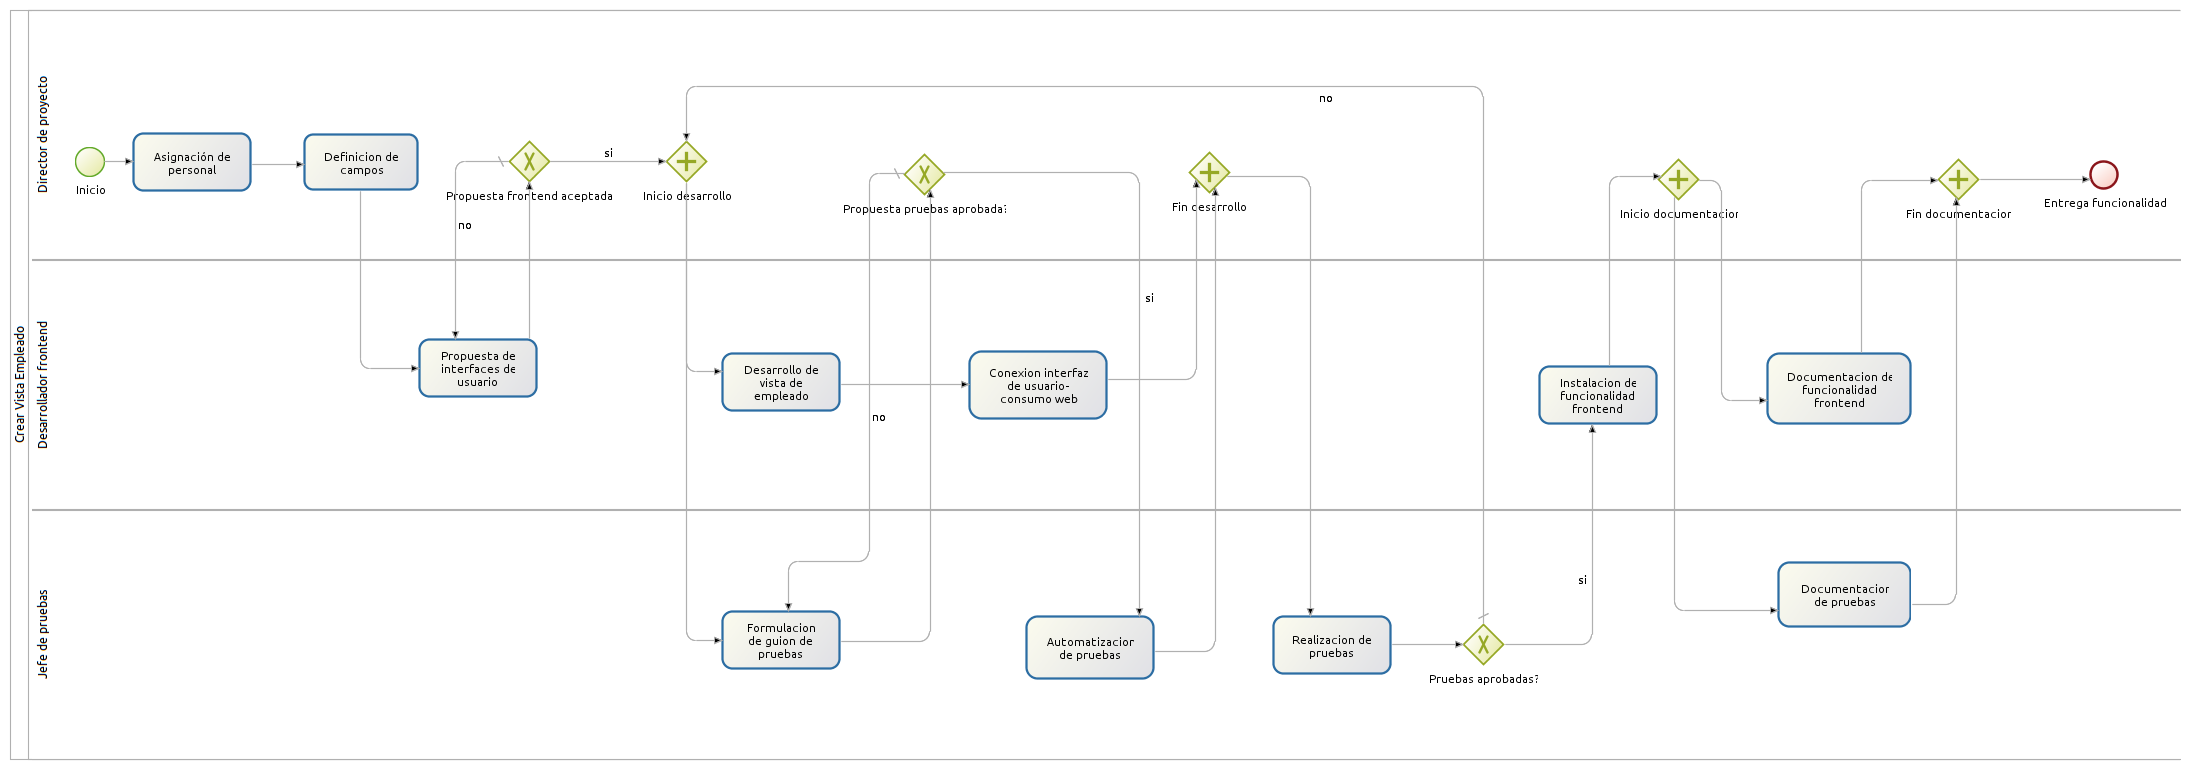 Crear Vista Empleado
Director de proyecto
Inicio
Asignación de
personal
Definicion de
campos
Propuesta frontend aceptada
si
no
Inicio desarrollo
Propuesta pruebas aprobada?
Fin desarrollo
no
Inicio documentacior
Fin documentacior
Entrega funcionalidad
Desarrollador frontend
Propuesta de
interfaces de
usuario
Desarrollo de
vista de
empleado
no
Conexion interfaz
de usuario-
consumo web
si
Instalacion de
funcionalidad
frontend
Documentacion de
funcionalidad
frontend
Jefe de pruebas
Formulacion
de guion de
pruebas
Automatizacior
de pruebas
Realizacion de
pruebas
Pruebas aprobadas?
si
Documentacior
de pruebas